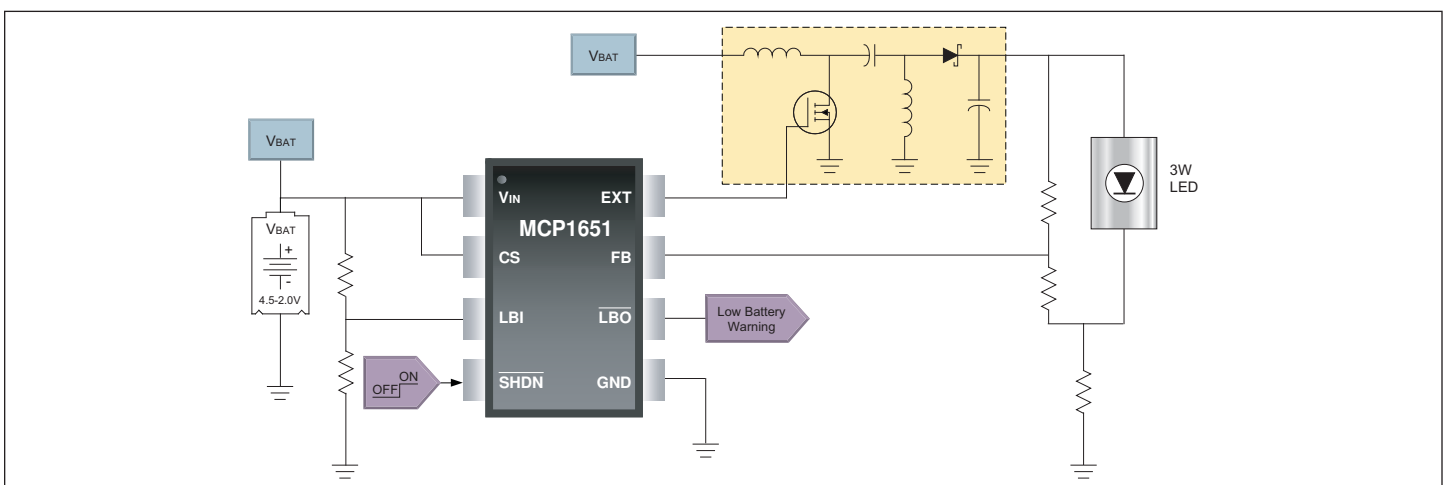 VBAT
VBAT
VBAT
+
-
4.5-2.0V
VIN
EXT
MCP1651
CS
FB
LBI
LBO
SHDN
GND
ON
OFF
Low Battery
Warning
3W
LED